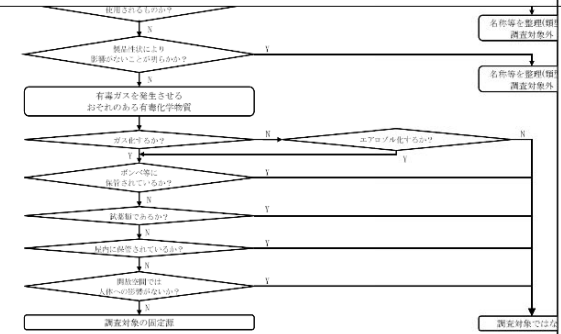 使用されるものか?
N
名称等を整理(類型
調査対象外
製品性状により
影響がないことが明らかか?
Y
N
名称等を整理(類型
調査対象外
有毒ガスを発生させる
おそれのある有毒化学物質
ガス化するか?
N
エアロゾル化するか?
N
Y
Y
ボンベ等に
保管されているか?
Y
N
試薬類であるか?
Y
N
屋内に保管されているか?
Y
N
開放空間では
人体への影響がないか?
Y
N
調査対象の固定源
調査対象ではな